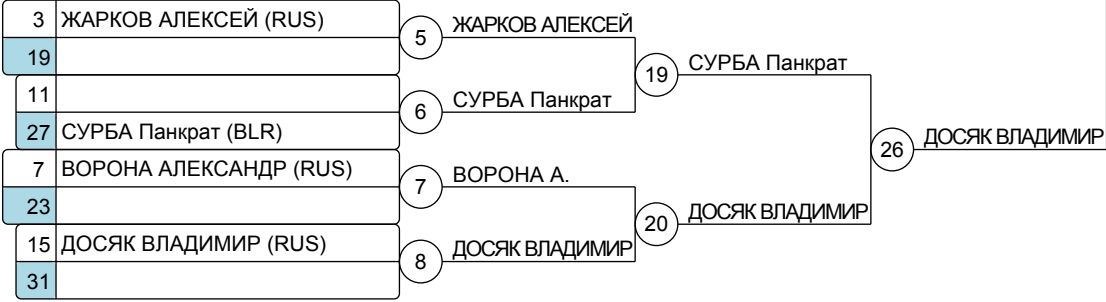 3 ЖАРКОВ АЛЕКСЕЙ (RUS)
19
5 ЖАРКОВ АЛЕКСЕЙ
11
27 СУРБА Панкрат (BLR)
6 СУРБА Панкрат
19 СУРБА Панкрат
7 ВОРОНА АЛЕКСАНДР (RUS)
23
7 ВОРОНА А.
15 ДОСЯК ВЛАДИМИР (RUS)
31
8 ДОСЯК ВЛАДИМИР
20 ДОСЯК ВЛАДИМИР
26 ДОСЯК ВЛАДИМИР